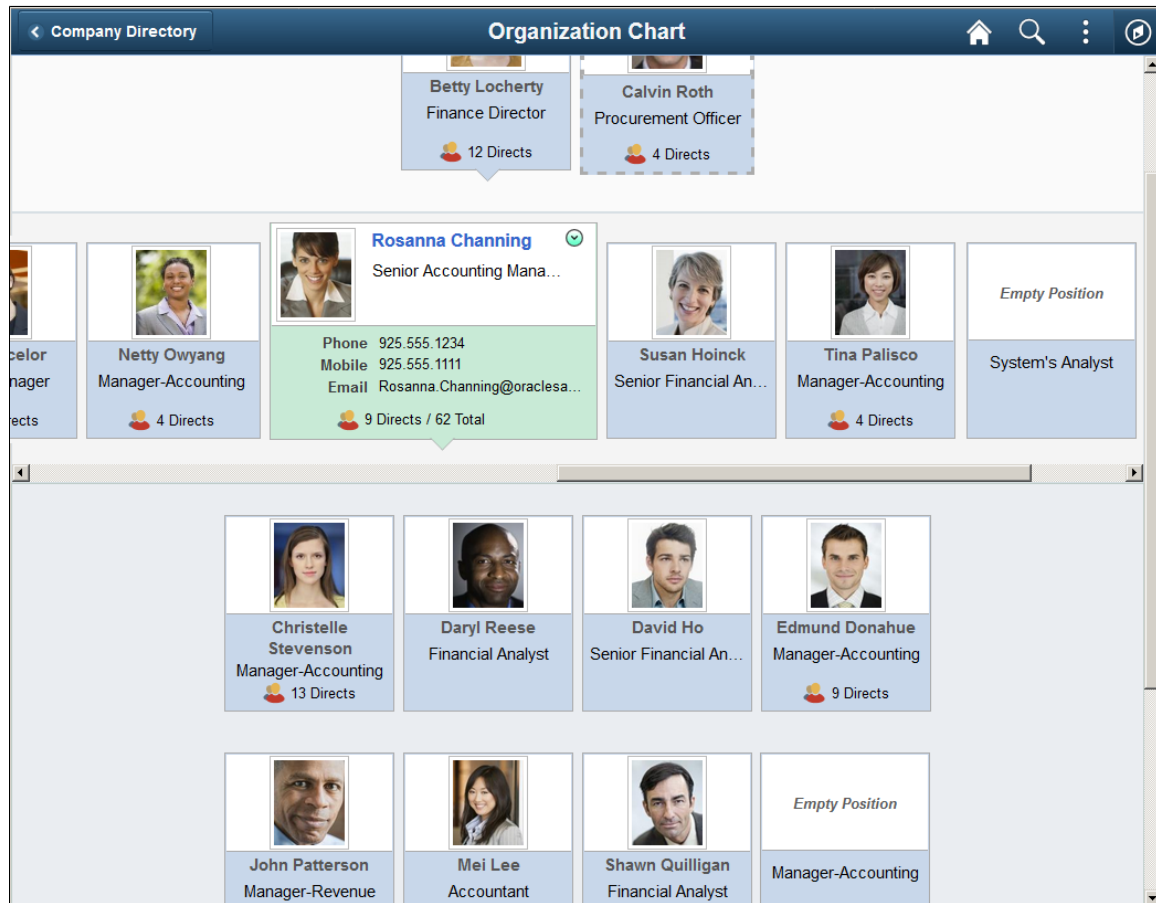 Company Directory
Organization Chart
Betty Locherty
Finance Director
12 Directs
Calvin Roth
Procurement Officer
4 Directs
celor
nager
ects
Netty Owyang
Manager-Accounting
4 Directs
Rosanna Channing
Senior Accounting Mana...
Phone 925.555.1234
Mobile 925.555.1111
Email Rosanna.Channing@oraclesa...
9 Directs / 62 Total
Susan Hoinck
Senior Financial An...
Tina Palisco
Manager-Accounting
4 Directs
Empty Position
System's Analyst
Christelle
Stevenson
Manager-Accounting
13 Directs
Daryl Reese
Financial Analyst
David Ho
Senior Financial An...
Edmund Donahue
Manager-Accounting
9 Directs
John Patterson
Manager-Revenue
Mei Lee
Accountant
Shawn Quilligan
Financial Analyst
Empty Position
Manager-Accounting